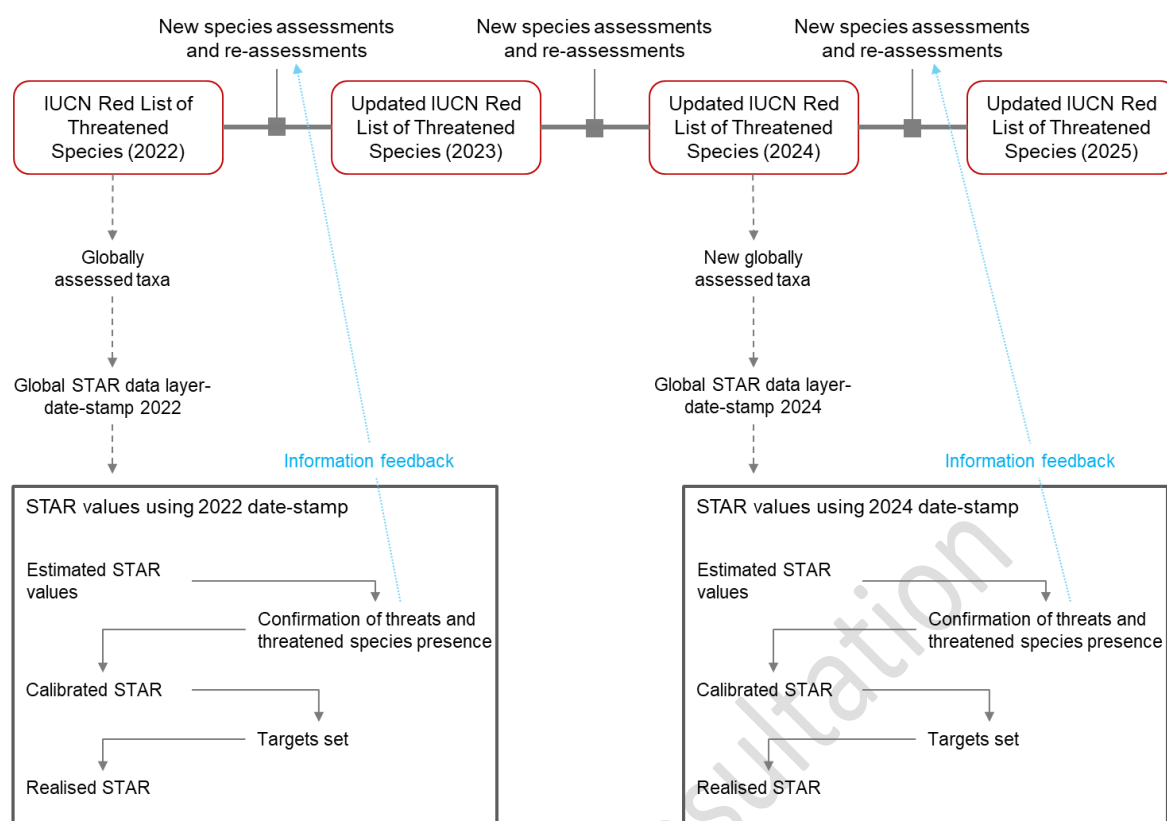 New species assessments
and re-assessments
New species assessments
and re-assessments
New species assessments
and re-assessments
IUCN Red List of
Threatened
Species (2022)
Updated IUCN Red
List of Threatened
Species (2023)
Updated IUCN Red
List of Threatened
Species (2024)
Updated IUCN Red
List of Threatened
Species (2025)
Globally
assessed taxa
New globally
assessed taxa
Global STAR data layer-
date-stamp 2022
Global STAR data layer-
date-stamp 2024
Information feedback
Information feedback
STAR values using 2022 date-stamp
Estimated STAR
values
Confirmation of threats and
threatened species presence
Calibrated STAR
Targets set
Realised STAR
STAR values using 2024 date-stamp
Estimated STAR
values
Confirmation of threats and
threatened species presence
Calibrated STAR
Targets set
Realised STAR
sultation